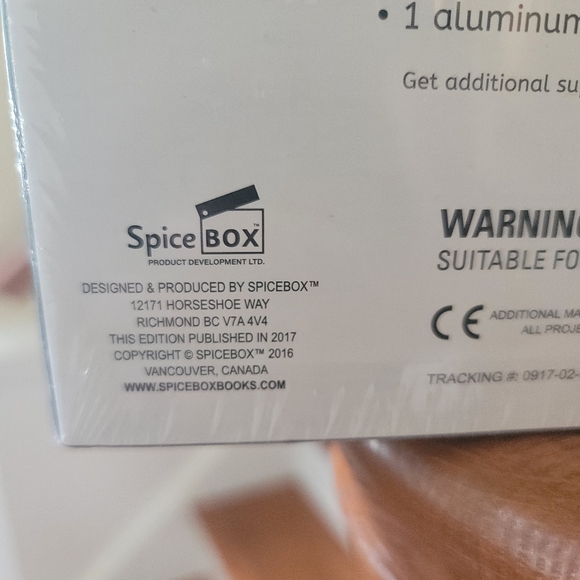 • 1 aluminum
Get additional su
Spice BOX™
PRODUCT DEVELOPMENT LTD.
DESIGNED & PRODUCED BY SPICEBOX™
12171 HORSESHOE WAY
RICHMOND BC V7A 4V4
THIS EDITION PUBLISHED IN 2017
COPYRIGHT © SPICEBOX™ 2016
VANCOUVER, CANADA
WWW.SPICEBOXBOOKS.COM
WARNING
SUITABLE FO
CE ADDITIONAL MA
ALL PROJE
TRACKING #: 0917-02-